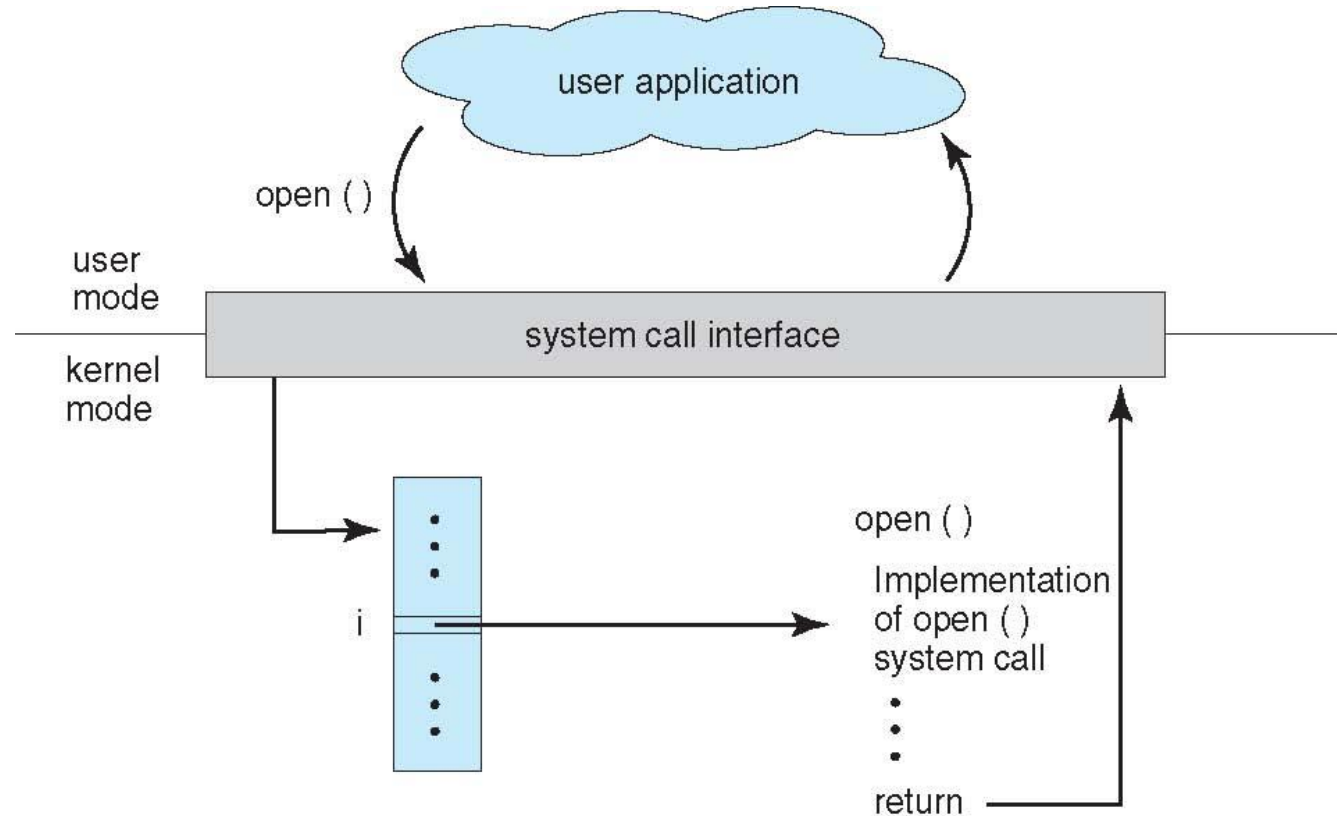 user application
open ( )
user
mode
system call interface
kernel
mode
open ( )
Implementation
of open ( )
system call
i
return